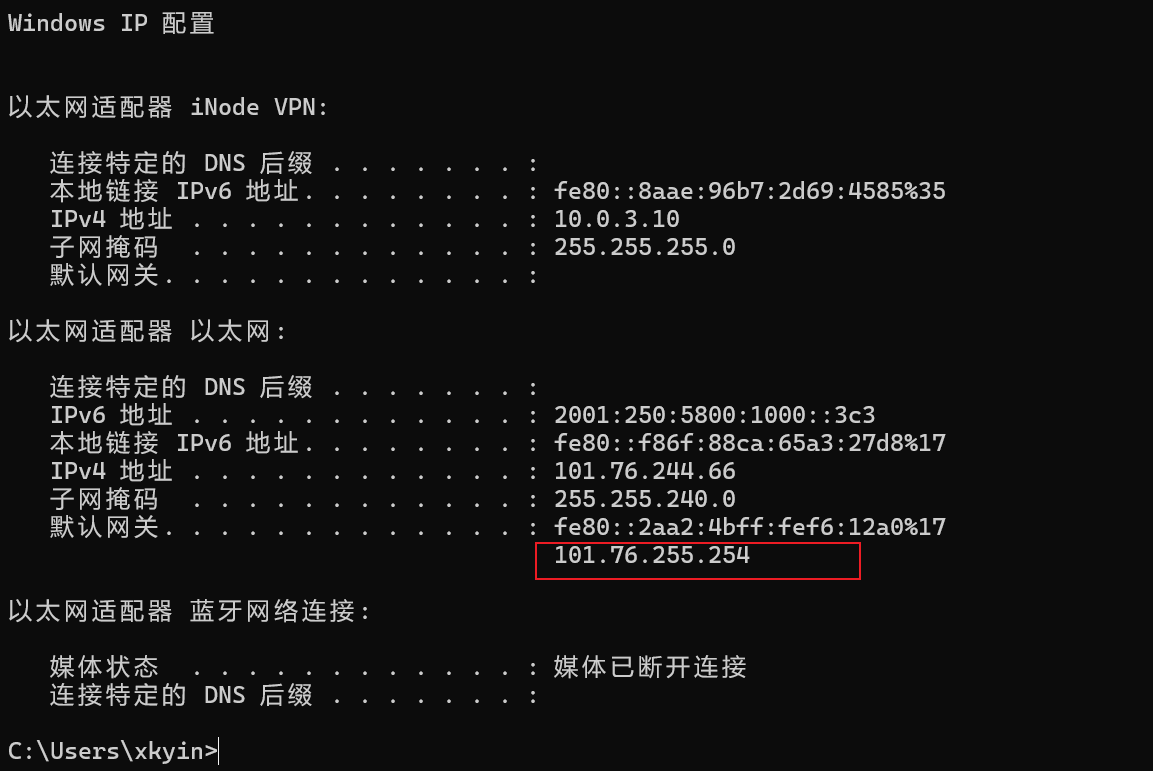 Windows IP 配置
以太网适配器 iNode VPN:
连接特定的 DNS 后缀 . . . . . . . :
本地链接 IPv6 地址. . . . . . . . : fe80::8aae:96b7:2d69:4585%35
IPv4 地址 . . . . . . . . . . . . : 10.0.3.10
子网掩码  . . . . . . . . . . . . : 255.255.255.0
默认网关. . . . . . . . . . . . . :
以太网适配器 以太网:
连接特定的 DNS 后缀 . . . . . . . :
IPv6 地址 . . . . . . . . . . . . : 2001:250:5800:1000::3c3
本地链接 IPv6 地址. . . . . . . . : fe80::f86f:88ca:65a3:27d8%17
IPv4 地址 . . . . . . . . . . . . : 101.76.244.66
子网掩码  . . . . . . . . . . . . : 255.255.240.0
默认网关. . . . . . . . . . . . . : fe80::2aa2:4bff:fef6:12a0%17
101.76.255.254
以太网适配器 蓝牙网络连接:
媒体状态  . . . . . . . . . . . . : 媒体已断开连接
连接特定的 DNS 后缀 . . . . . . . :
C:\Users\xkyin>